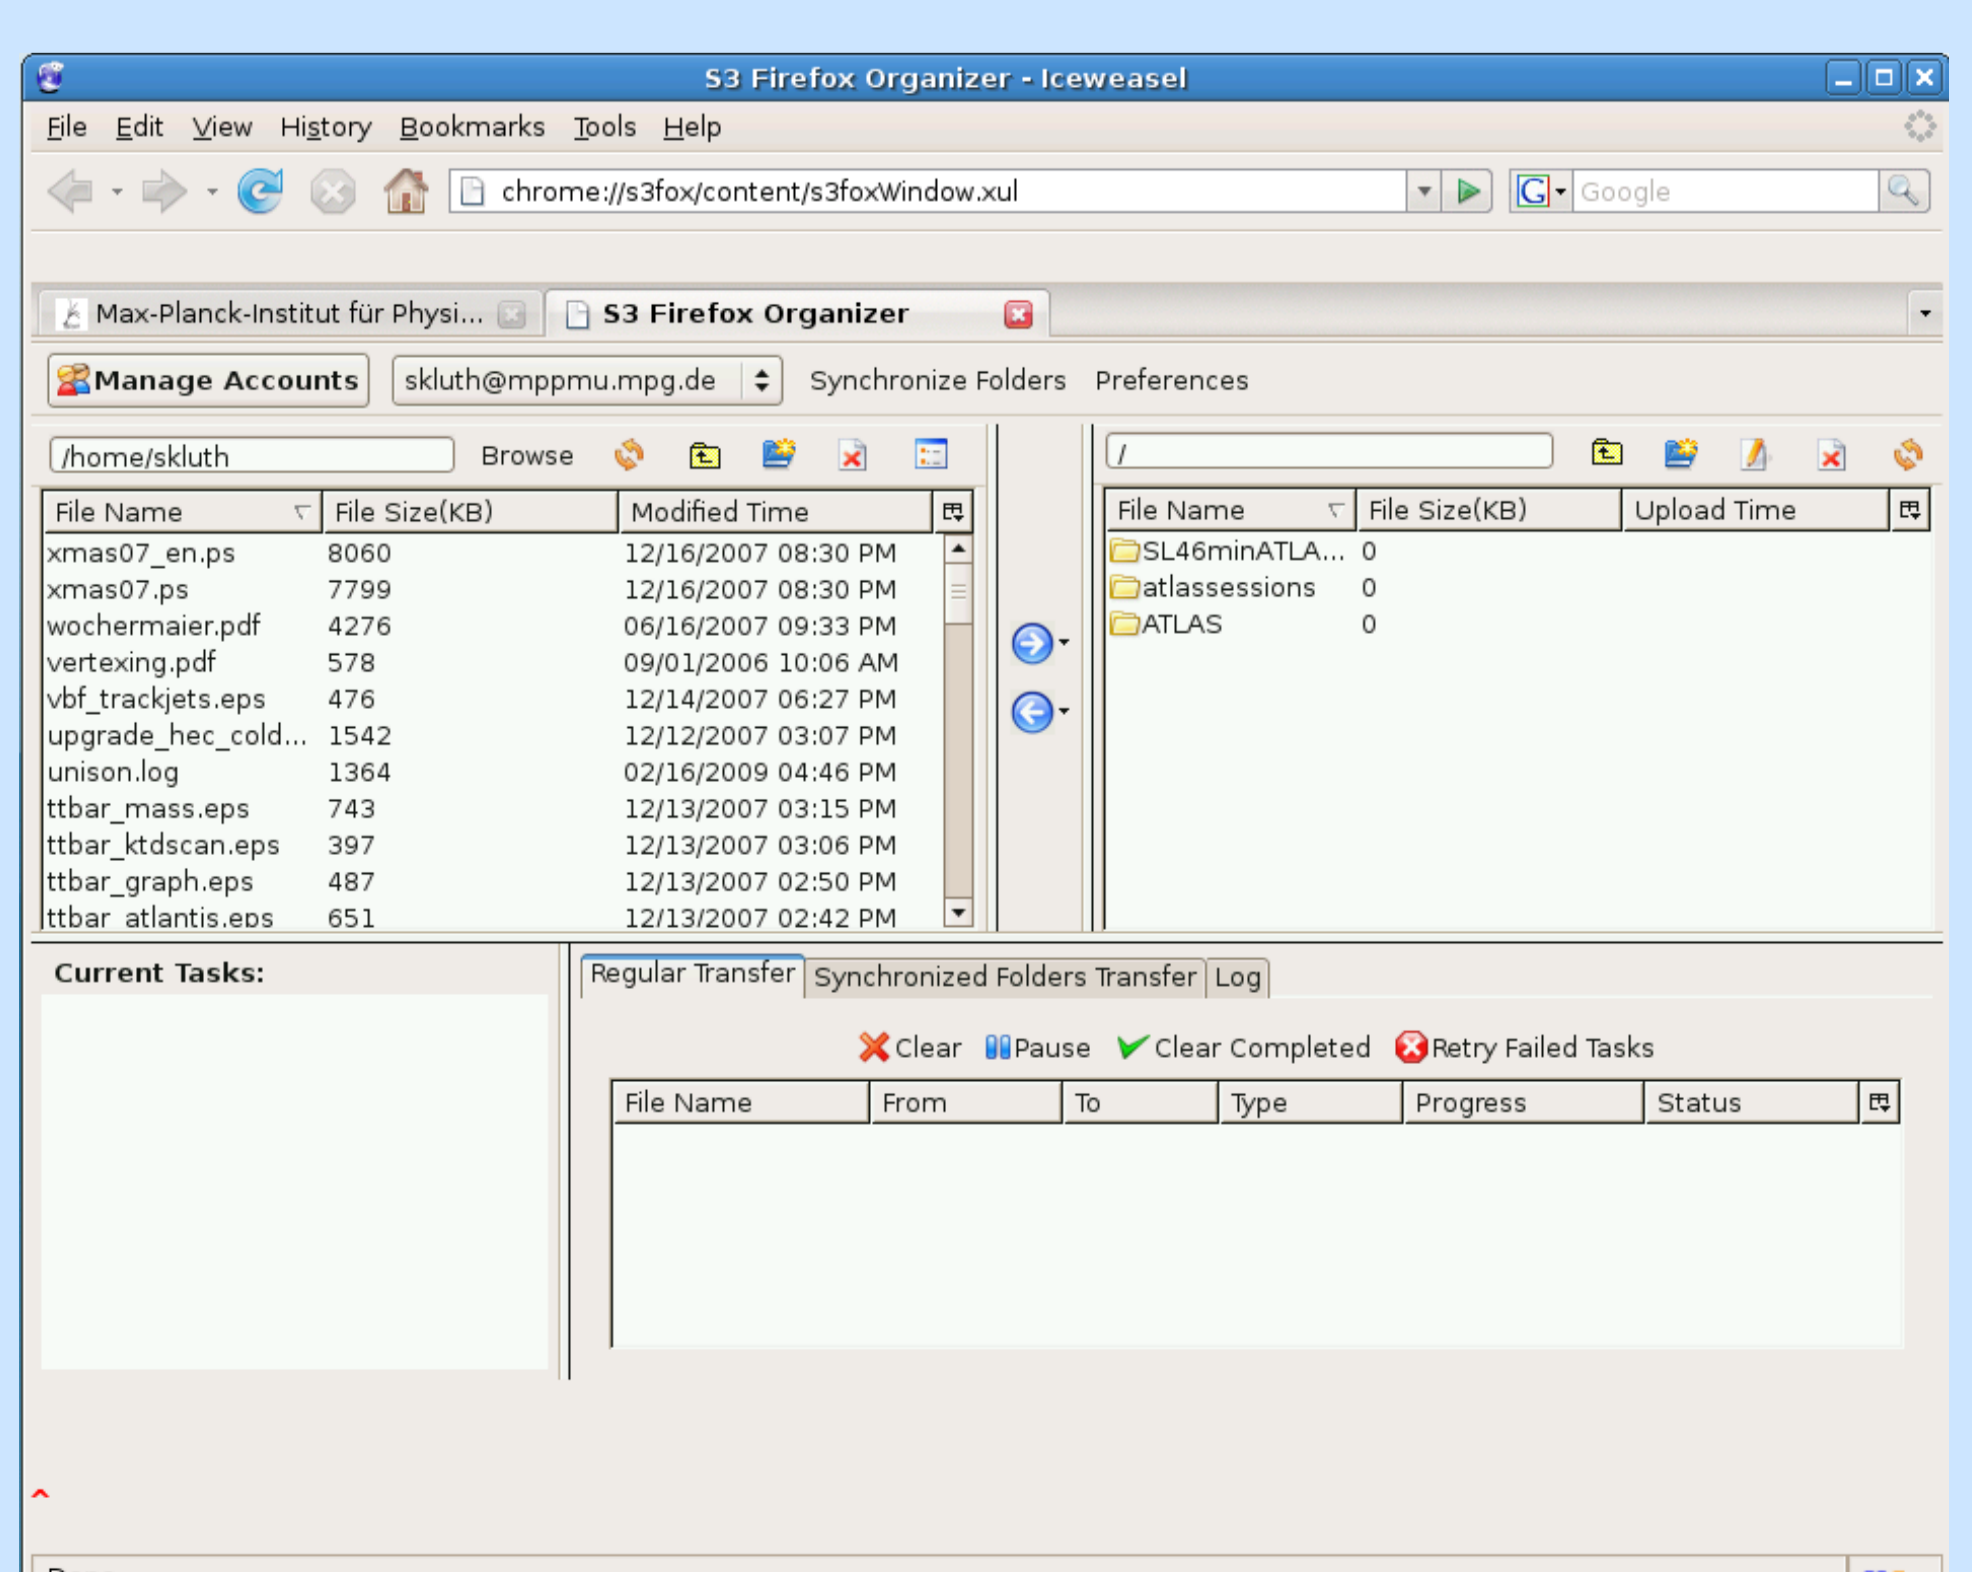 S3 Firefox Organizer - Iceweasel
File Edit View History Bookmarks Tools Help
chrome://s3fox/content/s3foxWindow.xul G Google
Max-Planck-Institut für Physi... S3 Firefox Organizer
Manage Accounts skluth@mppmu.mpg.de Synchronize Folders Preferences
/home/skluth Browse /
File Name File Size(KB) Modified Time File Name File Size(KB) Upload Time
xmas07_en.ps 8060 12/16/2007 08:30 PM SL46minATLA... 0
xmas07.ps 7799 12/16/2007 08:30 PM atlassessions 0
wochermaier.pdf 4276 06/16/2007 09:33 PM ATLAS 0
vertexing.pdf 578 09/01/2006 10:06 AM
vbf_trackjets.eps 476 12/14/2007 06:27 PM
upgrade_hec_cold... 1542 12/12/2007 03:07 PM
unison.log 1364 02/16/2009 04:46 PM
ttbar_mass.eps 743 12/13/2007 03:15 PM
ttbar_ktdscan.eps 397 12/13/2007 03:06 PM
ttbar_graph.eps 487 12/13/2007 02:50 PM
ttbar_atlantis.eps 651 12/13/2007 02:42 PM
Current Tasks: Regular Transfer Synchronized Folders Transfer Log
Clear Pause Clear Completed Retry Failed Tasks
File Name From To Type Progress Status